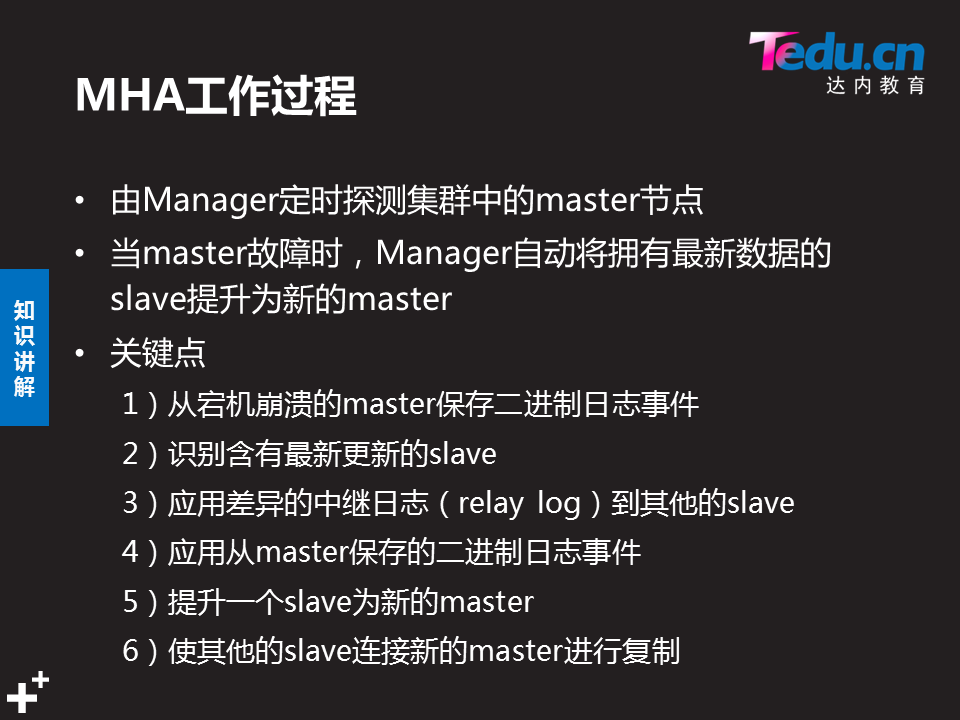 Tedu.cn
达内教育
MHA工作过程
• 由Manager定时探测集群中的master节点
• 当master故障时，Manager自动将拥有最新数据的
slave提升为新的master
• 关键点
1）从宕机崩溃的master保存二进制日志事件
2）识别含有最新更新的slave
3）应用差异的中继日志（relay log）到其他的slave
4）应用从master保存的二进制日志事件
5）提升一个slave为新的master
6）使其他的slave连接新的master进行复制
知
识
讲
解